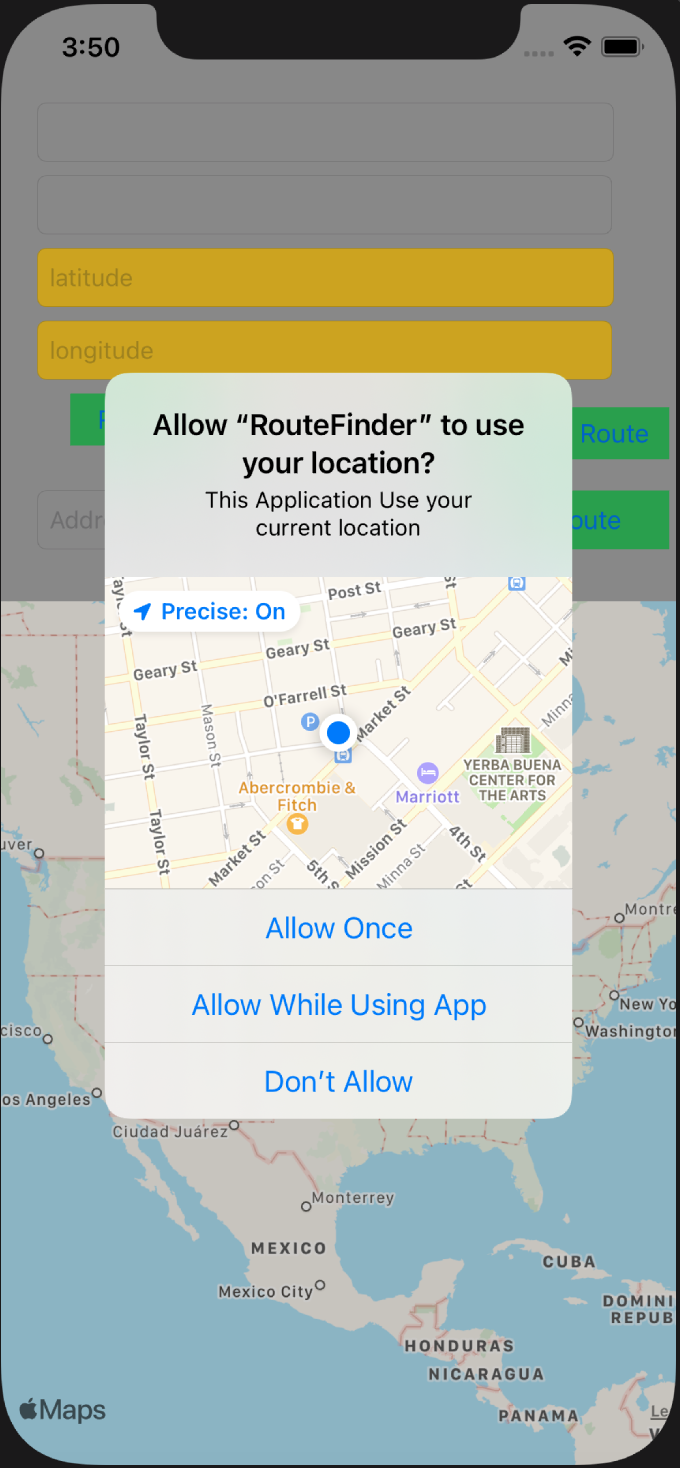 3:50
latitude
longitude
Route
Allow “RouteFinder” to use
your location?
This Application Use your
current location
Precise: On
Post St
Geary St
Geary St
Geary St
O'Farrell St
Mason St
Taylor St
Taylor St
Market St
P
Minna
YERBA BUENA
CENTER FOR
THE ARTS
Marriott
Abercrombie &
Fitch
Market St
Mission St
4th St
Minna St
5th S
son St
Allow Once
Allow While Using App
Don’t Allow
uver
Montre
New Yo
Washington
cisco
os Angeles
Ciudad Juárez
Monterrey
MEXICO
CUBA
Mexico City
DOMINI
REPUB
HONDURAS
NICARAGUA
PANAMA
Maps
Le